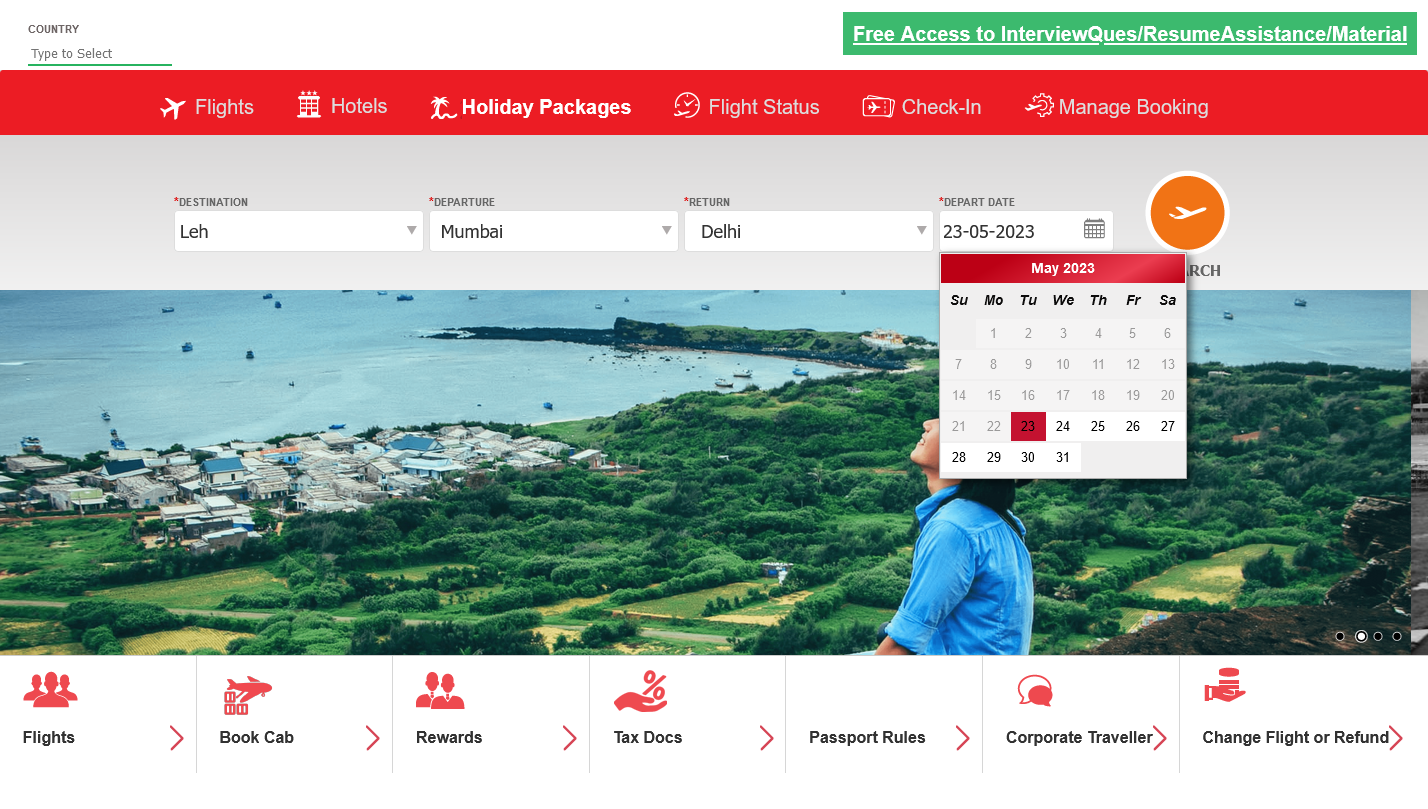 COUNTRY
Type to Select
Free Access to InterviewQues/ResumeAssistance/Material
Flights Hotels Holiday Packages Flight Status Check-In Manage Booking
*DESTINATION *DEPARTURE *RETURN *DEPART DATE
Leh Mumbai Delhi 23-05-2023
ARCH
May 2023
Su Mo Tu We Th Fr Sa
1 2 3 4 5 6
7 8 9 10 11 12 13
14 15 16 17 18 19 20
21 22 23 24 25 26 27
28 29 30 31
Flights Book Cab Rewards Tax Docs Passport Rules Corporate Traveller Change Flight or Refund